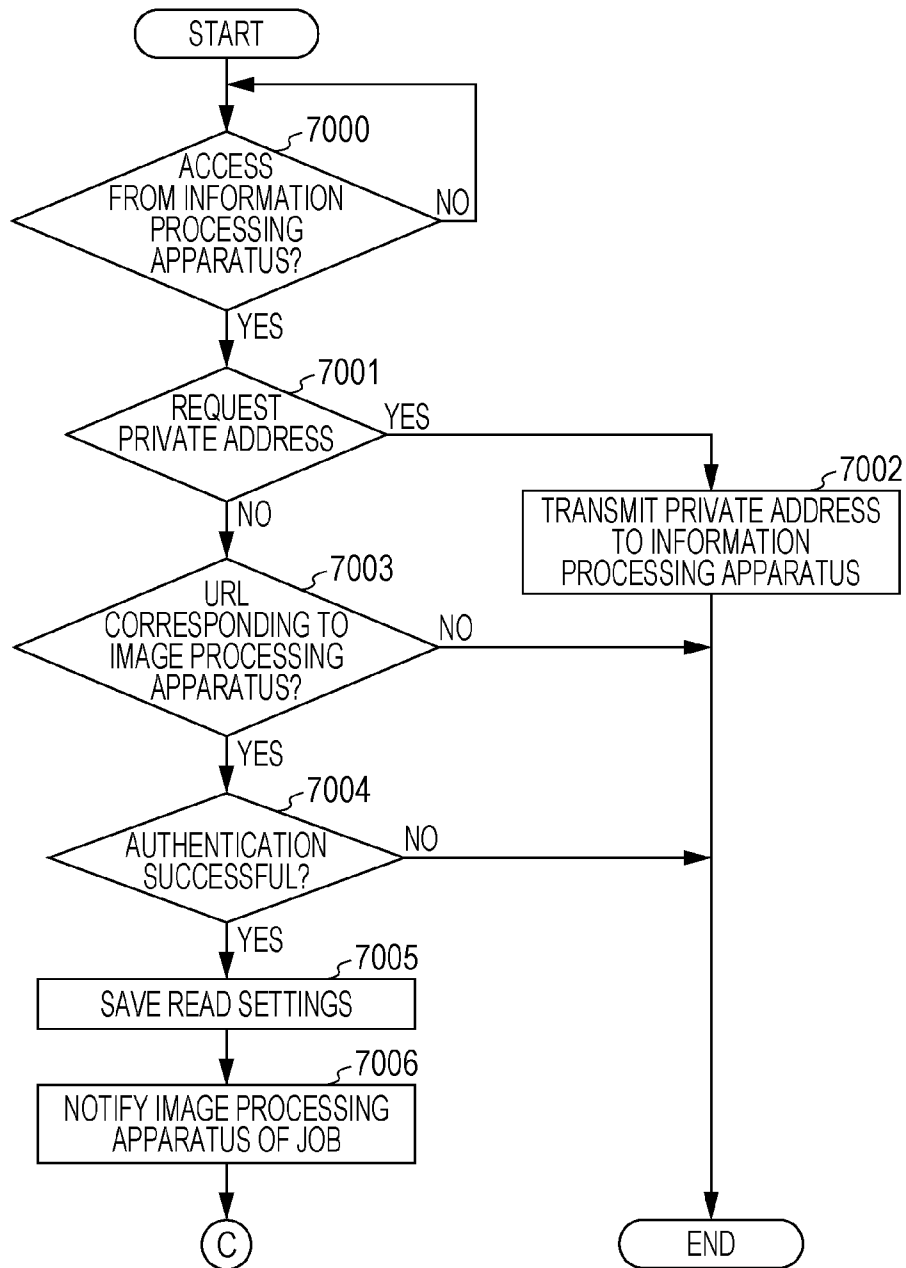 START
7000
ACCESS
FROM INFORMATION
PROCESSING
APPARATUS?
NO
YES
7001
REQUEST
PRIVATE ADDRESS
YES
NO
7002
TRANSMIT PRIVATE ADDRESS
TO INFORMATION
PROCESSING APPARATUS
7003
URL
CORRESPONDING TO
IMAGE PROCESSING
APPARATUS?
NO
YES
7004
AUTHENTICATION
SUCCESSFUL?
NO
YES
7005
SAVE READ SETTINGS
7006
NOTIFY IMAGE PROCESSING
APPARATUS OF JOB
C
END